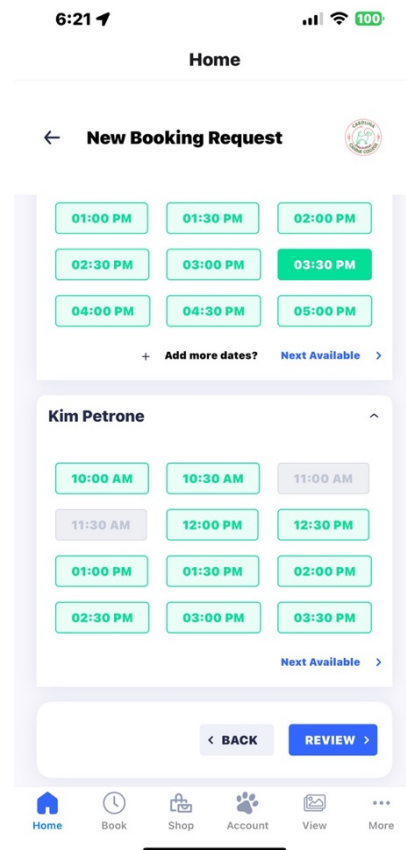 6:21
100
Home
New Booking Request
01:00 PM 01:30 PM 02:00 PM
02:30 PM 03:00 PM 03:30 PM
04:00 PM 04:30 PM 05:00 PM
+ Add more dates? Next Available >
Kim Petrone
10:00 AM 10:30 AM 11:00 AM
11:30 AM 12:00 PM 12:30 PM
01:00 PM 01:30 PM 02:00 PM
02:30 PM 03:00 PM 03:30 PM
Next Available >
< BACK REVIEW >
Home Book Shop Account View More